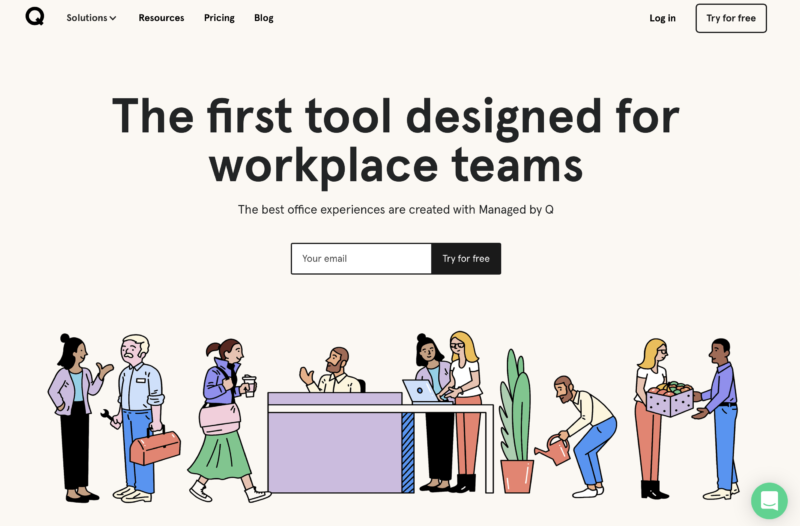 Q
Solutions
Resources
Pricing
Blog
Log in
Try for free
The first tool designed for
workplace teams
The best office experiences are created with Managed by Q
Your email
Try for free